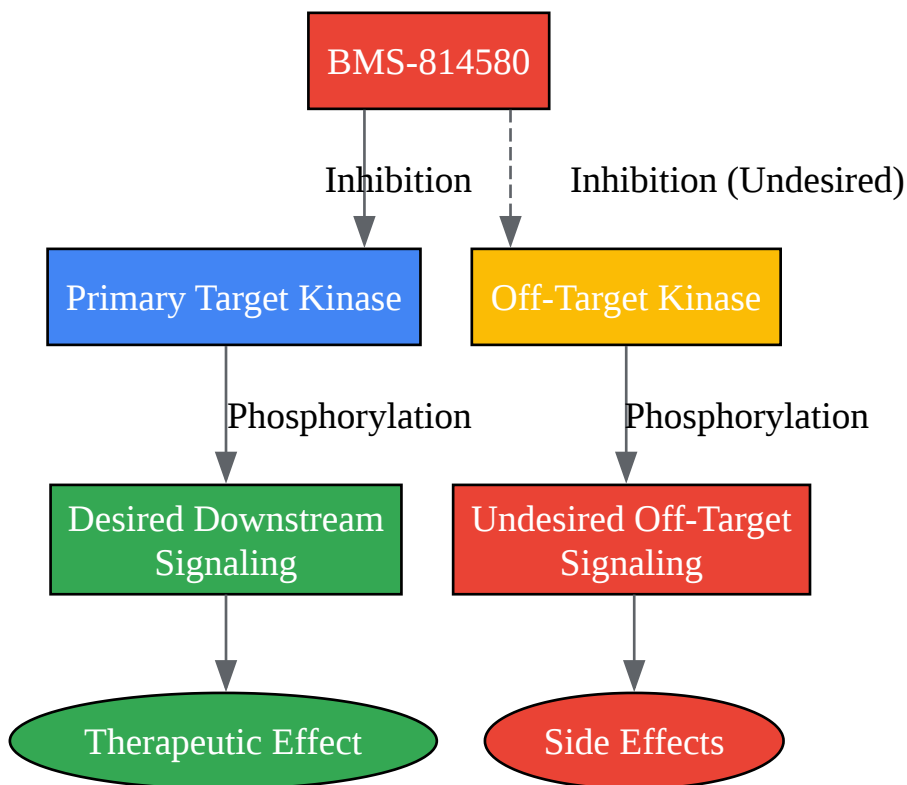 BMS-814580
Inhibition
Inhibition (Undesired)
Primary Target Kinase
Off-Target Kinase
Phosphorylation
Phosphorylation
Desired Downstream
Signaling
Undesired Off-Target
Signaling
Therapeutic Effect
Side Effects